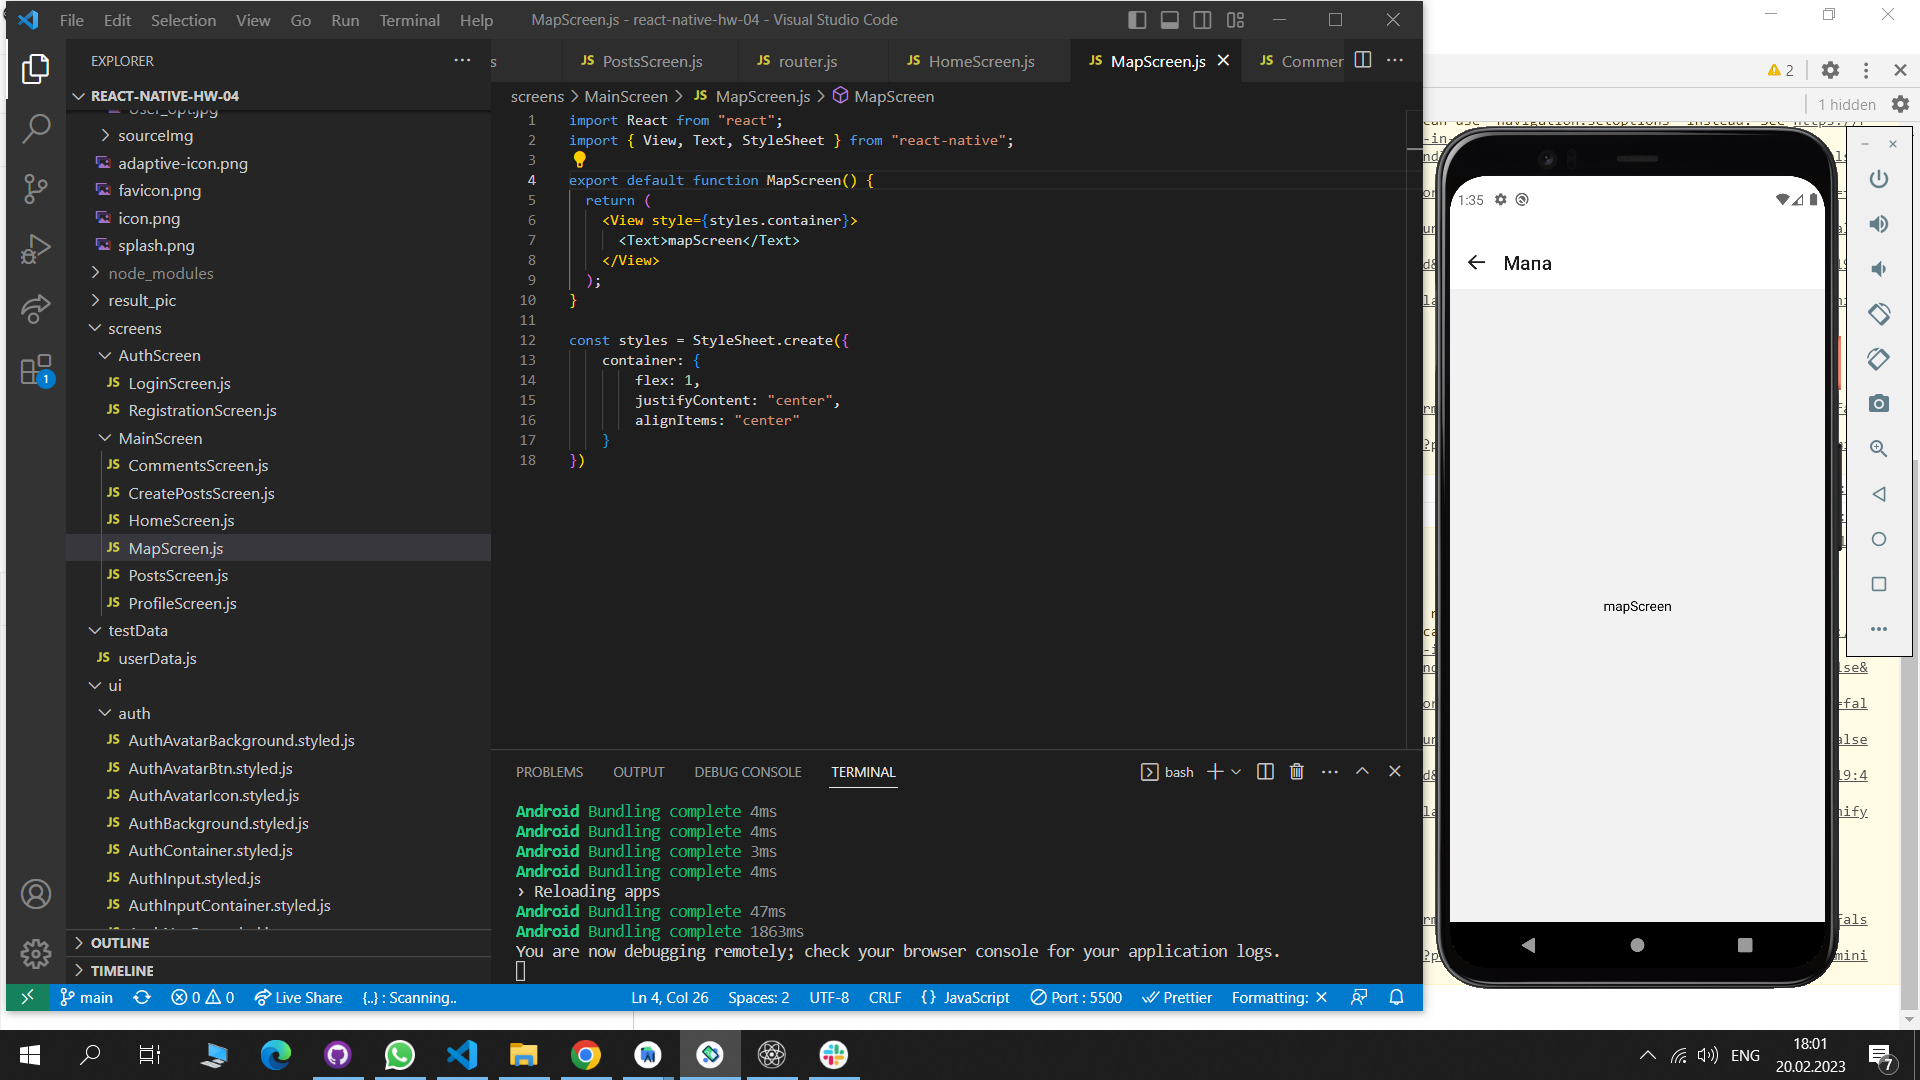 File Edit Selection View Go Run Terminal Help MapScreen.js - react-native-hw-04 - Visual Studio Code
EXPLORER
REACT-NATIVE-HW-04
user_opt.jpg
sourceImg
adaptive-icon.png
favicon.png
icon.png
splash.png
node_modules
result_pic
screens
AuthScreen
JS LoginScreen.js
JS RegistrationScreen.js
MainScreen
JS CommentsScreen.js
JS CreatePostsScreen.js
JS HomeScreen.js
JS MapScreen.js
JS PostsScreen.js
JS ProfileScreen.js
testData
JS userData.js
ui
auth
JS AuthAvatarBackground.styled.js
JS AuthAvatarBtn.styled.js
JS AuthAvatarIcon.styled.js
JS AuthBackground.styled.js
JS AuthContainer.styled.js
JS AuthInput.styled.js
JS AuthInputContainer.styled.js
OUTLINE
TIMELINE
s JS PostsScreen.js JS router.js JS HomeScreen.js JS MapScreen.js JS Commer
screens > MainScreen > JS MapScreen.js > MapScreen
1 import React from "react";
2 import { View, Text, StyleSheet } from "react-native";
3
4 export default function MapScreen() {
5 return (
6 <View style={styles.container}>
7 <Text>mapScreen</Text>
8 </View>
9 );
10 }
11
12 const styles = StyleSheet.create({
13 container: {
14 flex: 1,
15 justifyContent: "center",
16 alignItems: "center"
17 }
18 })
PROBLEMS OUTPUT DEBUG CONSOLE TERMINAL bash
Android Bundling complete 4ms
Android Bundling complete 4ms
Android Bundling complete 3ms
Android Bundling complete 4ms
› Reloading apps
Android Bundling complete 47ms
Android Bundling complete 1863ms
You are now debugging remotely; check your browser console for your application logs.
main 0 0 Live Share {..} : Scanning.. Ln 4, Col 26 Spaces: 2 UTF-8 CRLF {} JavaScript Port : 5500 Prettier Formatting: ✕
2
1 hidden
1:35
Мапа
mapScreen
lse&
=fal
alse
19:4
nify
fals
mini
1
ENG
18:01
20.02.2023
7